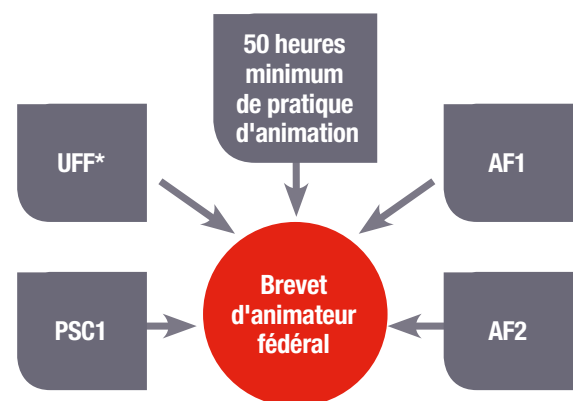 50 heures
minimum
de pratique
d'animation
UFF*
AF1
Brevet
d'animateur
fédéral
PSC1
AF2